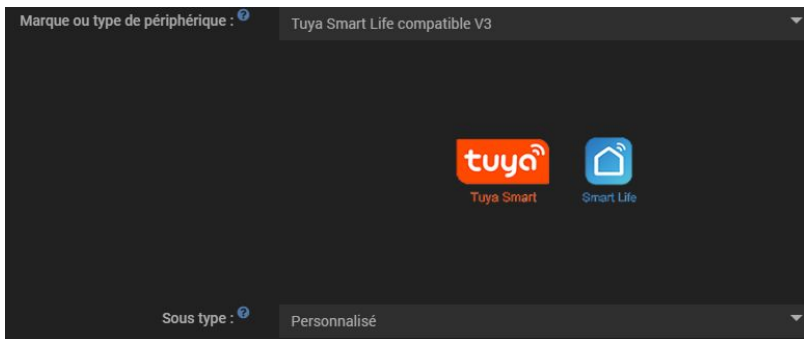 Marque ou type de périphérique : ?
Tuya Smart Life compatible V3
tuya
Tuya Smart
Smart Life
Sous type : ?
Personnalisé